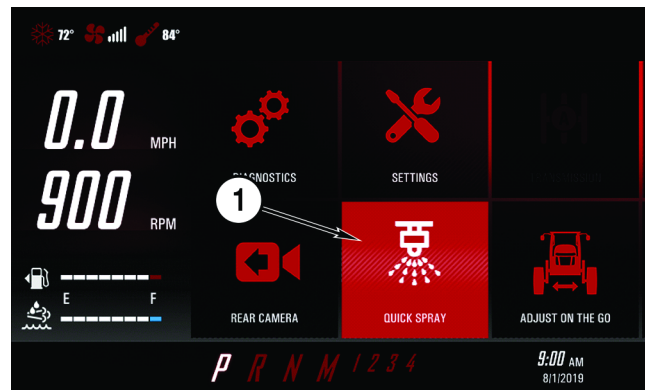 72° 84°
0.0 MPH
900 RPM
E F
DIAGNOSTICS SETTINGS
1
REAR CAMERA QUICK SPRAY ADJUST ON THE GO
P R N M 1 2 3 4
9:00 AM
8/1/2019